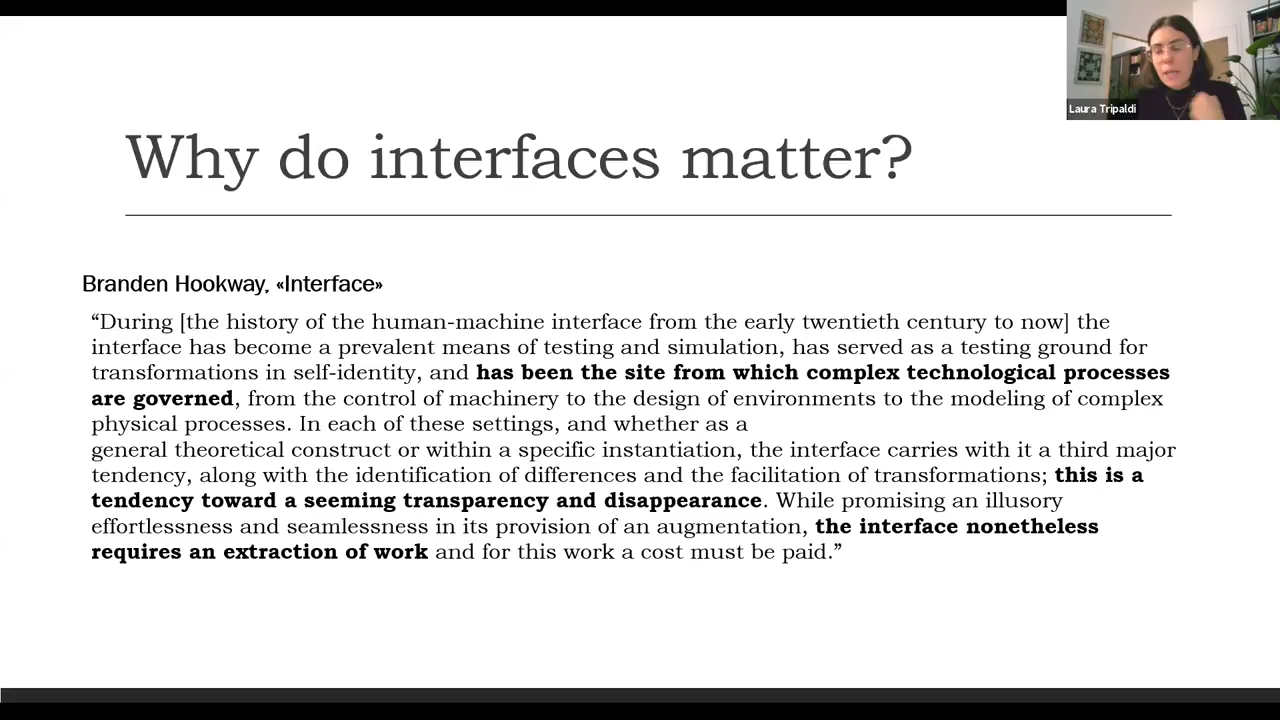 Laura Tripaldi
Why do interfaces matter?
Branden Hookway, «Interface»
“During [the history of the human-machine interface from the early twentieth century to now] the
interface has become a prevalent means of testing and simulation, has served as a testing ground for
transformations in self-identity, and has been the site from which complex technological processes
are governed, from the control of machinery to the design of environments to the modeling of complex
physical processes. In each of these settings, and whether as a
general theoretical construct or within a specific instantiation, the interface carries with it a third major
tendency, along with the identification of differences and the facilitation of transformations; this is a
tendency toward a seeming transparency and disappearance. While promising an illusory
effortlessness and seamlessness in its provision of an augmentation, the interface nonetheless
requires an extraction of work and for this work a cost must be paid.”